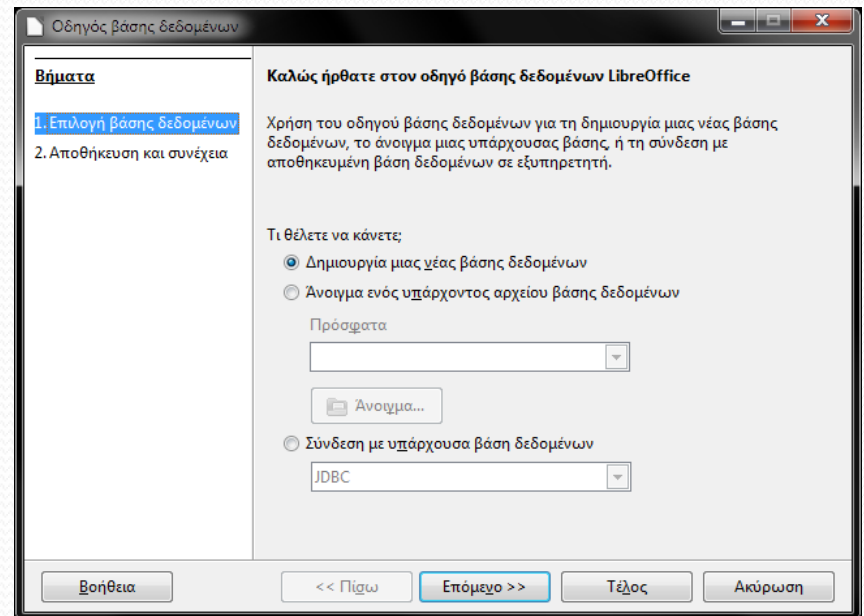 Οδηγός βάσης δεδομένων
Βήματα
1. Επιλογή βάσης δεδομένων
2. Αποθήκευση και συνέχεια
Καλώς ήρθατε στον οδηγό βάσης δεδομένων LibreOffice
Χρήση του οδηγού βάσης δεδομένων για τη δημιουργία μιας νέας βάσης
δεδομένων, το άνοιγμα μιας υπάρχουσας βάσης, ή τη σύνδεση με
αποθηκευμένη βάση δεδομένων σε εξυπηρετητή.
Τι θέλετε να κάνετε;
Δημιουργία μιας νέας βάσης δεδομένων
Άνοιγμα ενός υπάρχοντος αρχείου βάσης δεδομένων
Πρόσφατα
Άνοιγμα...
Σύνδεση με υπάρχουσα βάση δεδομένων
JDBC
Βοήθεια
<< Πίσω
Επόμενο >>
Τέλος
Ακύρωση